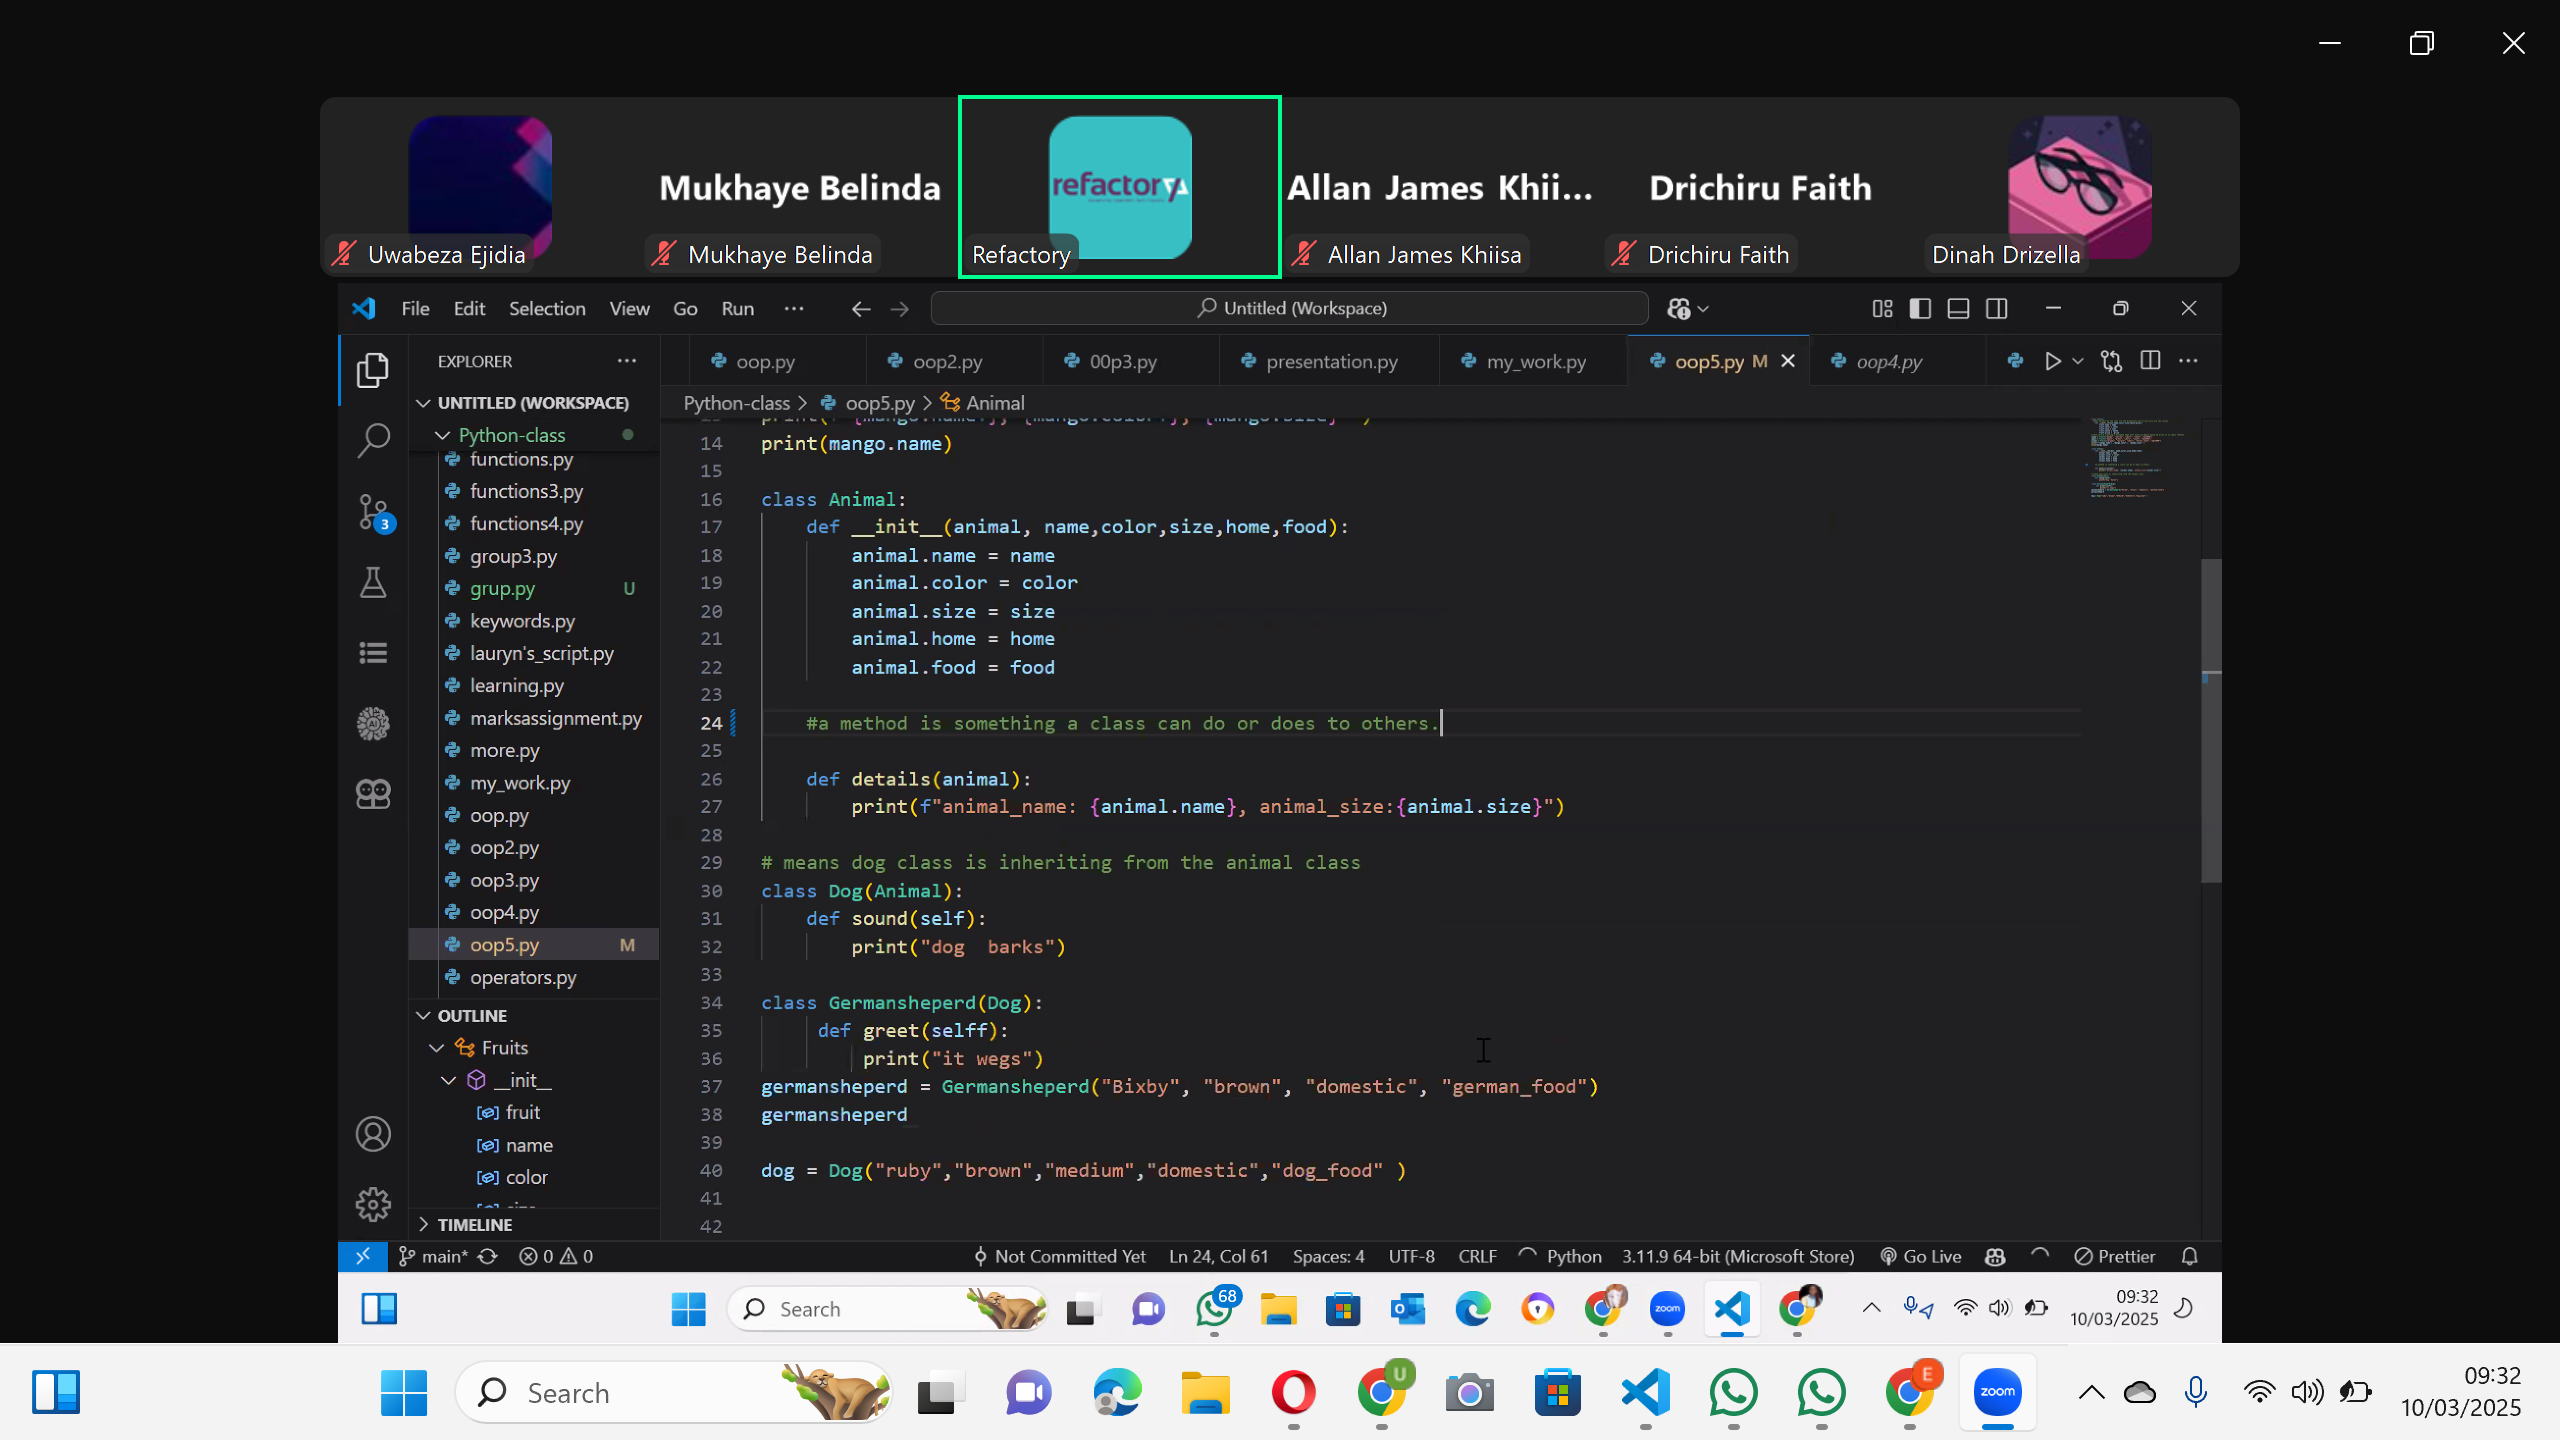 Mukhaye Belinda
refactory
Allan James Khii...
Drichiru Faith
Uwabeza Ejidia
Mukhaye Belinda
Refactory
Allan James Khiisa
Drichiru Faith
Dinah Drizella
File Edit Selection View Go Run ··· Untitled (Workspace)
EXPLORER ···
oop.py oop2.py 00p3.py presentation.py my_work.py oop5.py M oop4.py
UNTITLED (WORKSPACE)
Python-class > oop5.py > Animal
Python-class
functions.py
functions3.py
functions4.py
group3.py
grup.py U
keywords.py
lauryn's_script.py
learning.py
marksassignment.py
more.py
my_work.py
oop.py
oop2.py
oop3.py
oop4.py
oop5.py M
operators.py
OUTLINE
Fruits
__init__
fruit
name
color
TIMELINE
3
14 print(mango.name)
15
16 class Animal:
17 def __init__(animal, name,color,size,home,food):
18 animal.name = name
19 animal.color = color
20 animal.size = size
21 animal.home = home
22 animal.food = food
23
24 #a method is something a class can do or does to others.
25
26 def details(animal):
27 print(f"animal_name: {animal.name}, animal_size:{animal.size}")
28
29 # means dog class is inheriting from the animal class
30 class Dog(Animal):
31 def sound(self):
32 print("dog  barks")
33
34 class Germansheperd(Dog):
35 def greet(selff):
36 print("it wegs")
37 germansheperd = Germansheperd("Bixby", "brown", "domestic", "german_food")
38 germansheperd
39
40 dog = Dog("ruby","brown","medium","domestic","dog_food" )
41
42
main* 0 0 Not Committed Yet Ln 24, Col 61 Spaces: 4 UTF-8 CRLF Python 3.11.9 64-bit (Microsoft Store) Go Live Prettier
Search 68 zoom 09:32
10/03/2025
Search U E zoom 09:32
10/03/2025